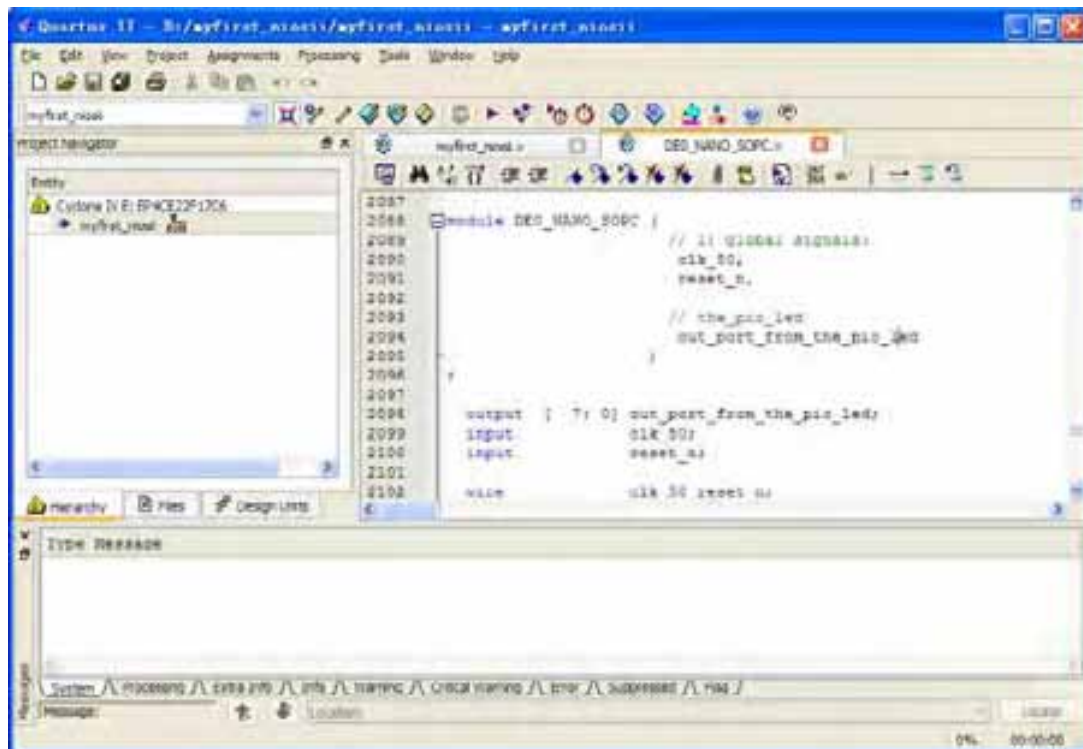 Quartus II - D:/myfirst_niosii/myfirst_niosii - myfirst_niosii
File Edit View Project Assignments Processing Tools Window Help
myfirst_niosii
Project Navigator
myfirst_niosii.v DE0_NANO_SOPC.v
Entity
Cyclone IV E: EP4CE22F17C6
myfirst_niosii
2087
2088 module DE0_NANO_SOPC (
2089 // 1) global signals:
2090 clk_50,
2091 reset_n,
2092
2093 // the_pio_led
2094 out_port_from_the_pio_led
2095 )
2096 ;
2097
2098 output [ 7: 0] out_port_from_the_pio_led;
2099 input clk_50;
2100 input reset_n;
2101
2102 wire clk_50_reset_n;
Hierarchy Files Design Units
Type Message
Messages
System Processing Extra Info Info Warning Critical Warning Error Suppressed Flag
Message: Location: Locate
0% 00:00:00